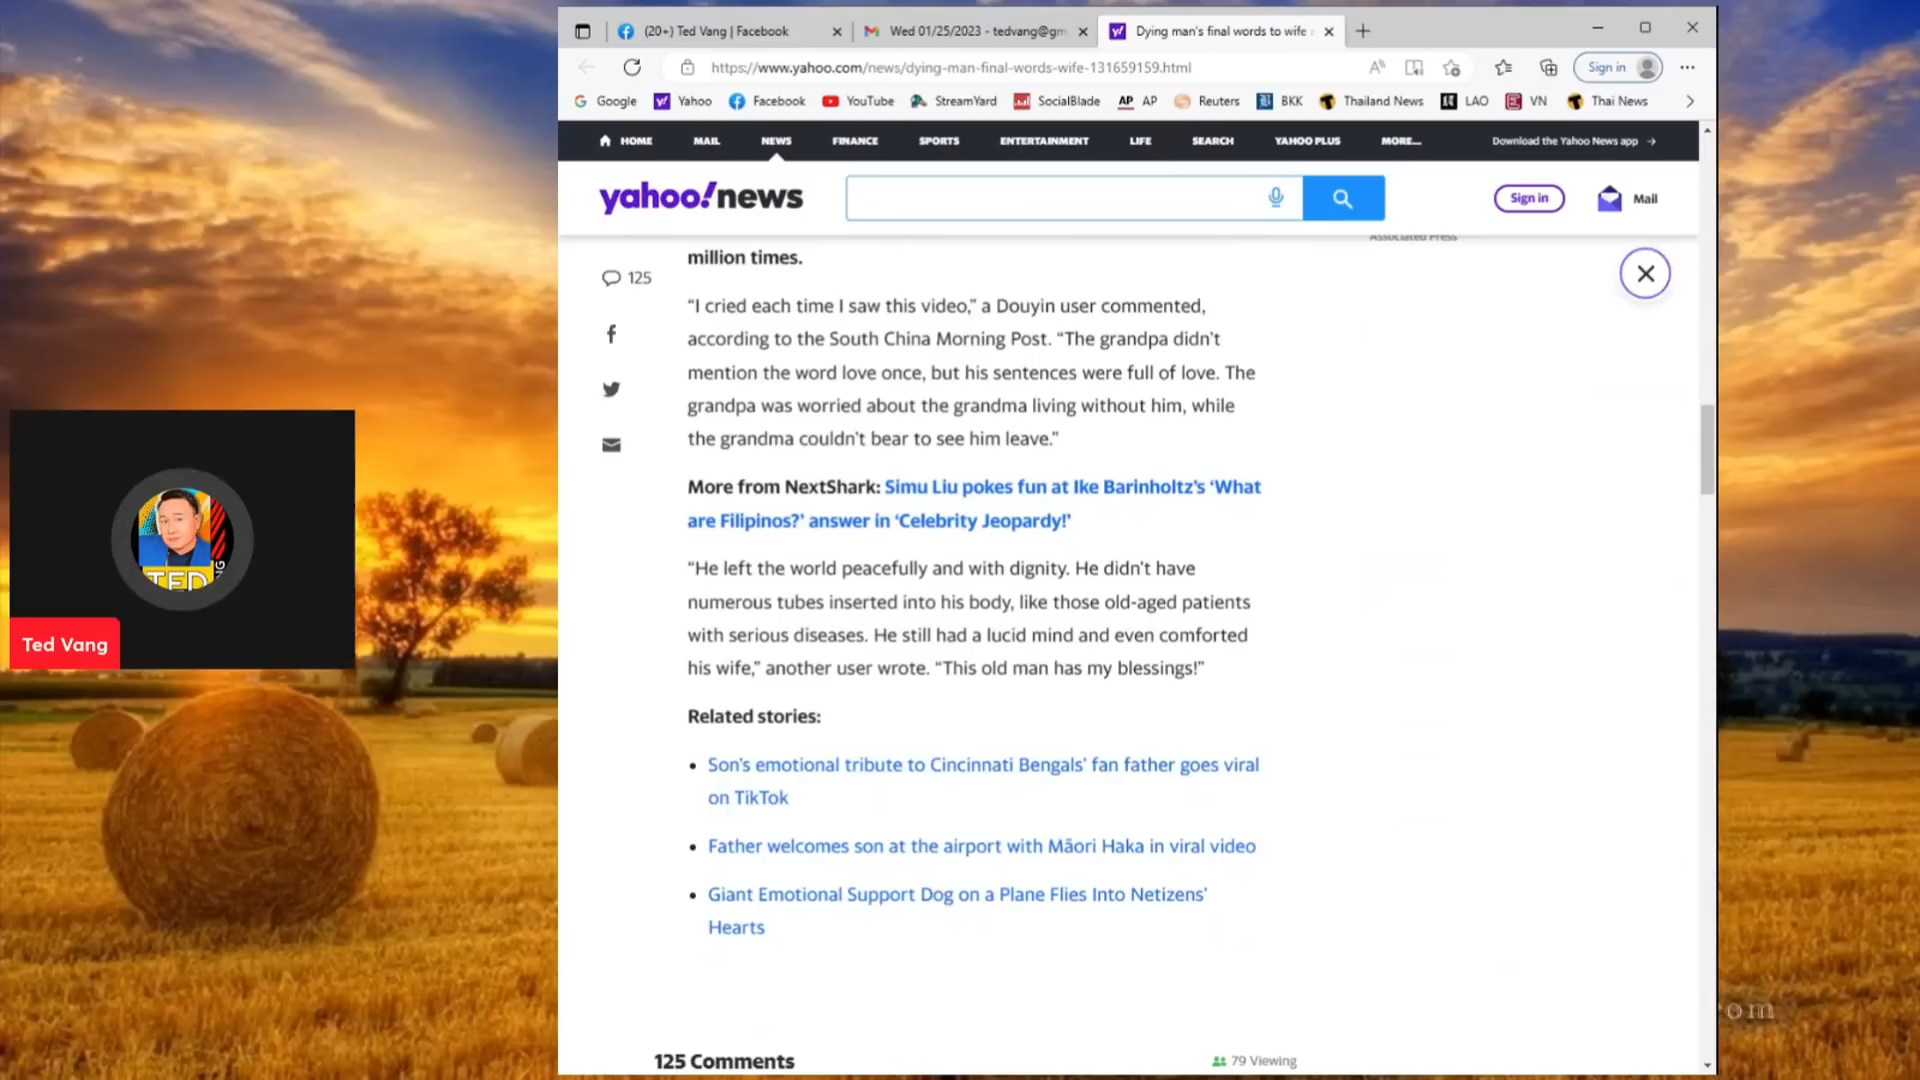 (20+) Ted Vang | Facebook
Wed 01/25/2023 - tedvang@gm
Dying man's final words to wife
https://www.yahoo.com/news/dying-man-final-words-wife-131659159.html
Sign in
Google
Yahoo
Facebook
YouTube
StreamYard
SocialBlade
AP AP
Reuters
BKK
Thailand News
LAO
VN
Thai News
HOME
MAIL
NEWS
FINANCE
SPORTS
ENTERTAINMENT
LIFE
SEARCH
YAHOO PLUS
MORE...
Download the Yahoo News app →
yahoo!news
Sign in
Mail
Associated Press
125
million times.
“I cried each time I saw this video,” a Douyin user commented,
according to the South China Morning Post. “The grandpa didn’t
mention the word love once, but his sentences were full of love. The
grandpa was worried about the grandma living without him, while
the grandma couldn’t bear to see him leave.”
More from NextShark: Simu Liu pokes fun at Ike Barinholtz’s ‘What
are Filipinos?’ answer in ‘Celebrity Jeopardy!’
“He left the world peacefully and with dignity. He didn’t have
numerous tubes inserted into his body, like those old-aged patients
with serious diseases. He still had a lucid mind and even comforted
his wife,” another user wrote. “This old man has my blessings!”
Related stories:
• Son’s emotional tribute to Cincinnati Bengals’ fan father goes viral
on TikTok
• Father welcomes son at the airport with Māori Haka in viral video
• Giant Emotional Support Dog on a Plane Flies Into Netizens’
Hearts
125 Comments
79 Viewing
TED
Ted Vang
om